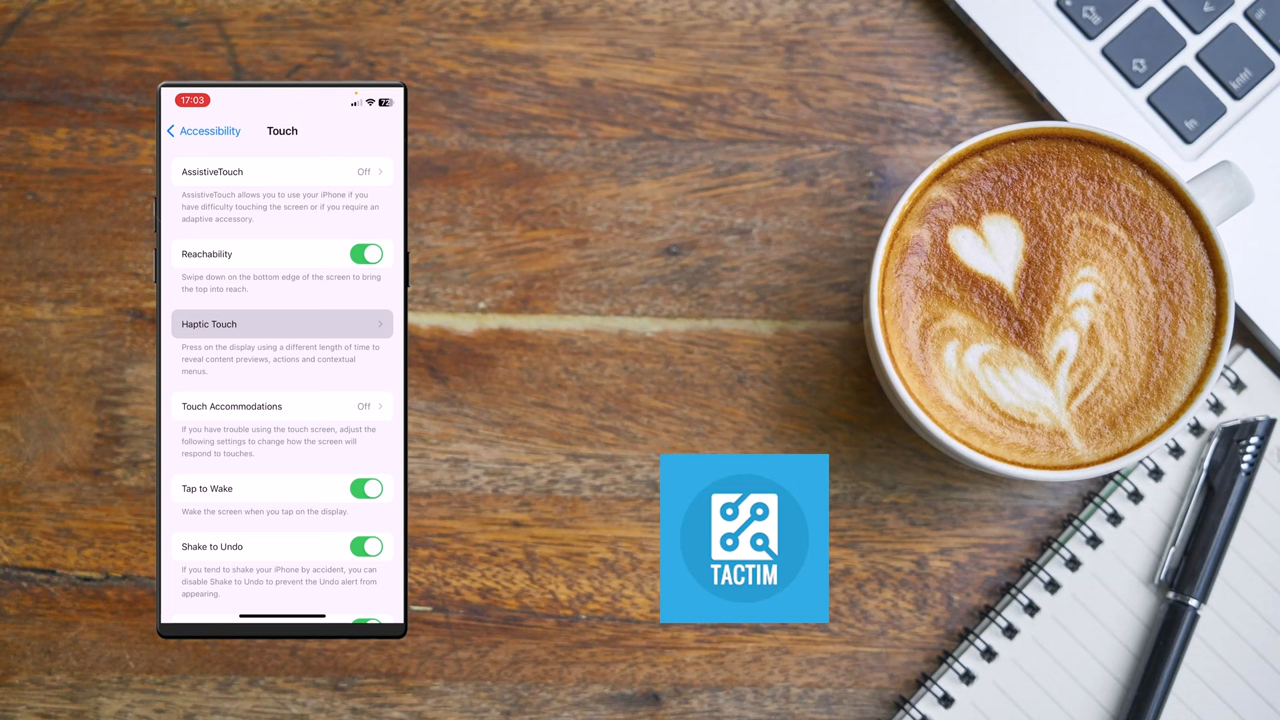 17:03
72
Accessibility
Touch
AssistiveTouch
Off
AssistiveTouch allows you to use your iPhone if you
have difficulty touching the screen or if you require an
adaptive accessory.
Reachability
Swipe down on the bottom edge of the screen to bring
the top into reach.
Haptic Touch
Press on the display using a different length of time to
reveal content previews, actions and contextual
menus.
Touch Accommodations
Off
If you have trouble using the touch screen, adjust the
following settings to change how the screen will
respond to touches.
Tap to Wake
Wake the screen when you tap on the display.
Shake to Undo
If you tend to shake your iPhone by accident, you can
disable Shake to Undo to prevent the Undo alert from
appearing.
TACTIM
fn
kntrl
alt